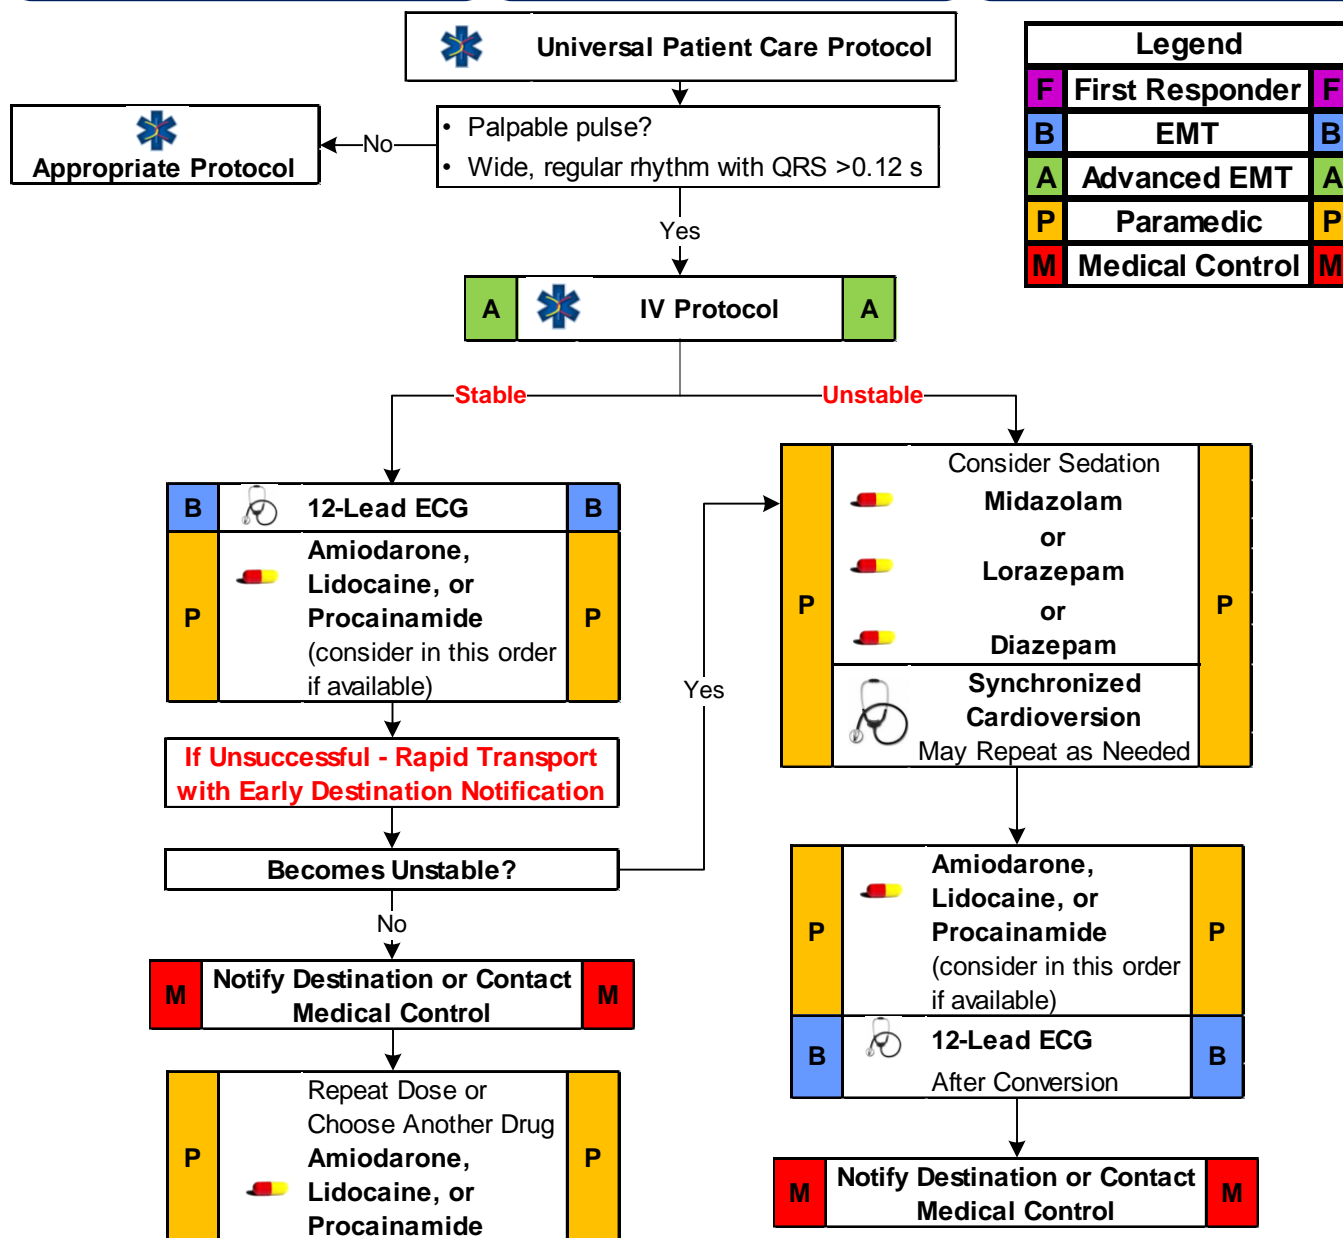 Universal Patient Care Protocol
Legend
F First Responder F
B EMT B
A Advanced EMT A
P Paramedic P
M Medical Control M
• Palpable pulse?
• Wide, regular rhythm with QRS >0.12 s
No
Appropriate Protocol
Yes
A IV Protocol A
Stable
Unstable
B 12-Lead ECG B
P
Amiodarone,
Lidocaine, or
Procainamide
(consider in this order
if available)
P
If Unsuccessful - Rapid Transport
with Early Destination Notification
Becomes Unstable?
Yes
No
M
Notify Destination or Contact
Medical Control
M
P
Repeat Dose or
Choose Another Drug
Amiodarone,
Lidocaine, or
Procainamide
P
P
Consider Sedation
Midazolam
or
Lorazepam
or
Diazepam
Synchronized
Cardioversion
May Repeat as Needed
P
P
Amiodarone,
Lidocaine, or
Procainamide
(consider in this order
if available)
P
B
12-Lead ECG
After Conversion
B
M
Notify Destination or Contact
Medical Control
M